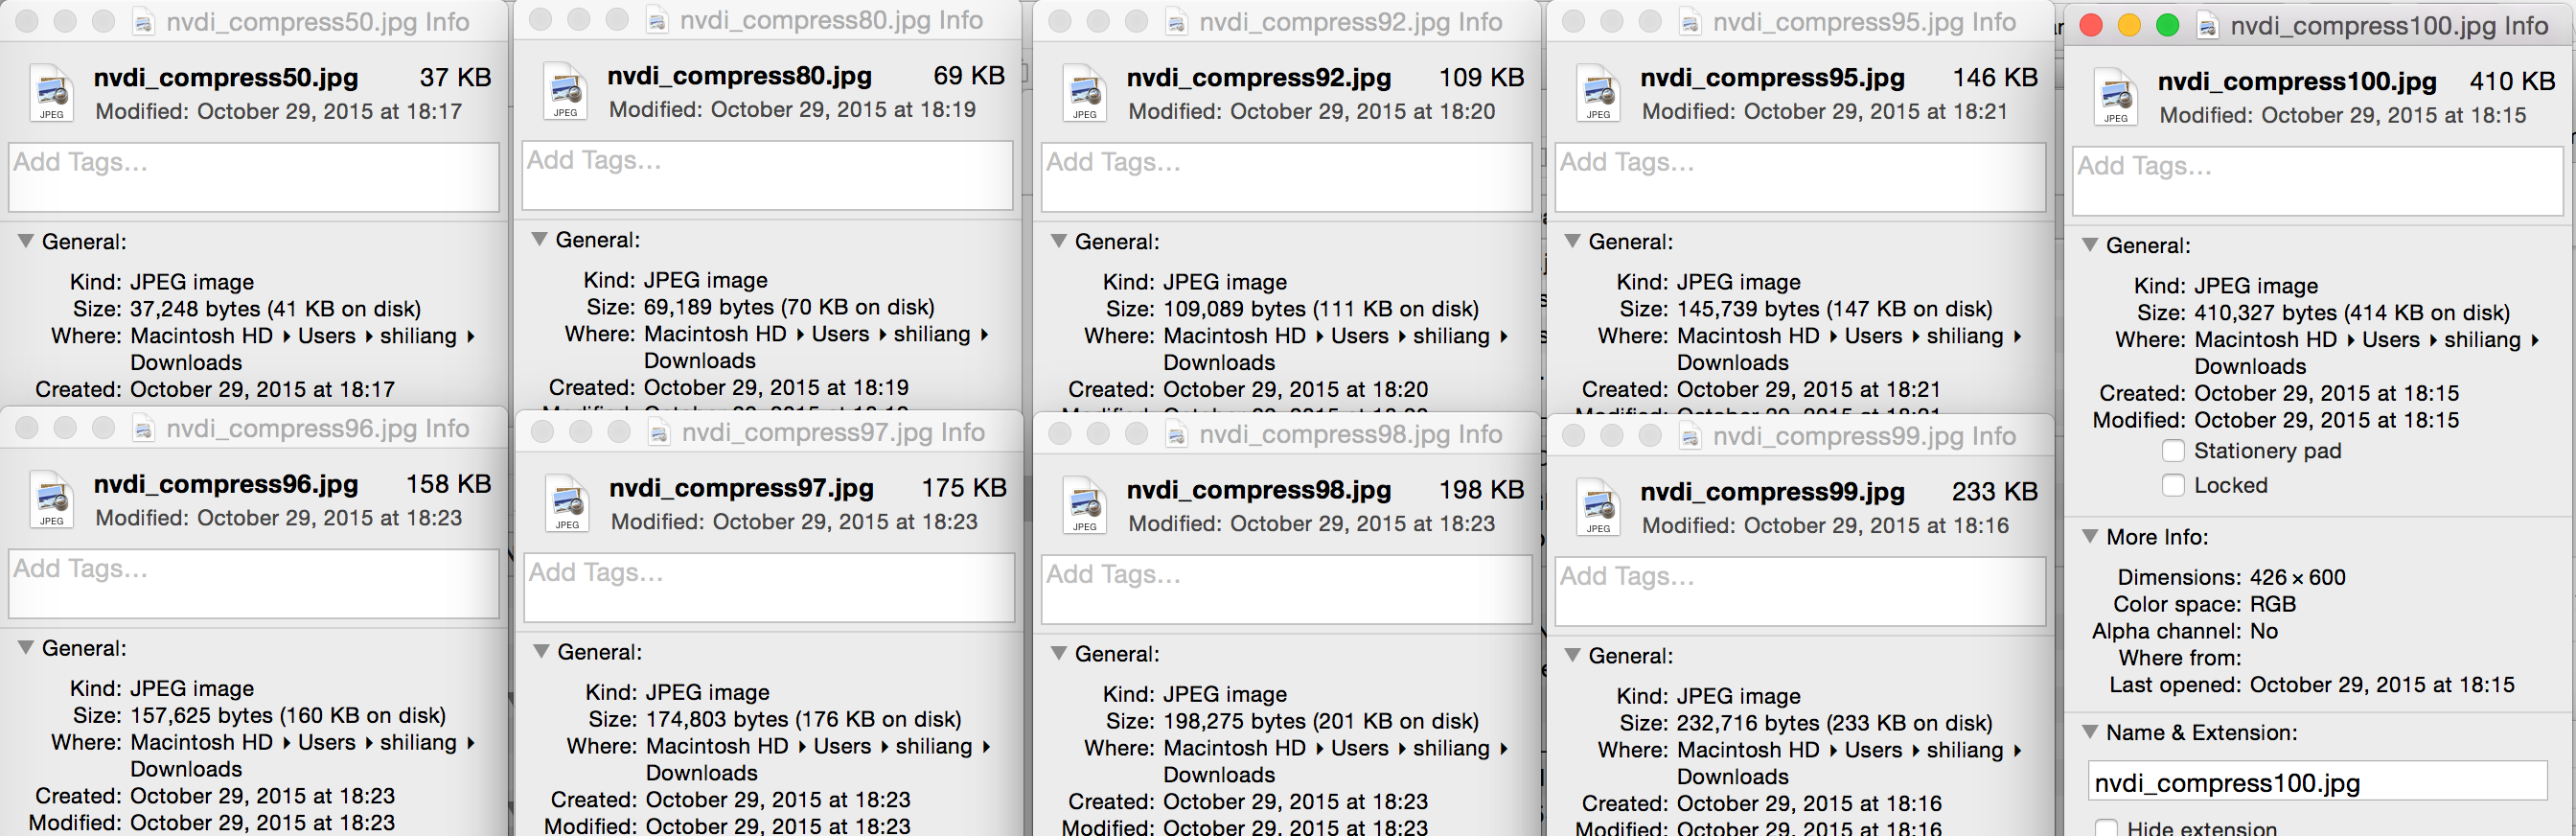 nvdi_compress50.jpg Info
nvdi_compress50.jpg 37 KB
Modified: October 29, 2015 at 18:17
JPEG
Add Tags...
General:
Kind: JPEG image
Size: 37,248 bytes (41 KB on disk)
Where: Macintosh HD ▸ Users ▸ shiliang ▸
Downloads
Created: October 29, 2015 at 18:17
nvdi_compress80.jpg Info
nvdi_compress80.jpg 69 KB
Modified: October 29, 2015 at 18:19
JPEG
Add Tags...
General:
Kind: JPEG image
Size: 69,189 bytes (70 KB on disk)
Where: Macintosh HD ▸ Users ▸ shiliang ▸
Downloads
Created: October 29, 2015 at 18:19
nvdi_compress92.jpg Info
nvdi_compress92.jpg 109 KB
Modified: October 29, 2015 at 18:20
JPEG
Add Tags...
General:
Kind: JPEG image
Size: 109,089 bytes (111 KB on disk)
Where: Macintosh HD ▸ Users ▸ shiliang ▸
Downloads
Created: October 29, 2015 at 18:20
nvdi_compress95.jpg Info
nvdi_compress95.jpg 146 KB
Modified: October 29, 2015 at 18:21
JPEG
Add Tags...
General:
Kind: JPEG image
Size: 145,739 bytes (147 KB on disk)
Where: Macintosh HD ▸ Users ▸ shiliang ▸
Downloads
Created: October 29, 2015 at 18:21
nvdi_compress100.jpg Info
nvdi_compress100.jpg 410 KB
Modified: October 29, 2015 at 18:15
JPEG
Add Tags...
General:
Kind: JPEG image
Size: 410,327 bytes (414 KB on disk)
Where: Macintosh HD ▸ Users ▸ shiliang ▸
Downloads
Created: October 29, 2015 at 18:15
Modified: October 29, 2015 at 18:15
Stationery pad
Locked
More Info:
Dimensions: 426 × 600
Color space: RGB
Alpha channel: No
Where from:
Last opened: October 29, 2015 at 18:15
Name & Extension:
nvdi_compress100.jpg
Hide extension
nvdi_compress96.jpg Info
nvdi_compress96.jpg 158 KB
Modified: October 29, 2015 at 18:23
JPEG
Add Tags...
General:
Kind: JPEG image
Size: 157,625 bytes (160 KB on disk)
Where: Macintosh HD ▸ Users ▸ shiliang ▸
Downloads
Created: October 29, 2015 at 18:23
Modified: October 29, 2015 at 18:23
nvdi_compress97.jpg Info
nvdi_compress97.jpg 175 KB
Modified: October 29, 2015 at 18:23
JPEG
Add Tags...
General:
Kind: JPEG image
Size: 174,803 bytes (176 KB on disk)
Where: Macintosh HD ▸ Users ▸ shiliang ▸
Downloads
Created: October 29, 2015 at 18:23
Modified: October 29, 2015 at 18:23
nvdi_compress98.jpg Info
nvdi_compress98.jpg 198 KB
Modified: October 29, 2015 at 18:23
JPEG
Add Tags...
General:
Kind: JPEG image
Size: 198,275 bytes (201 KB on disk)
Where: Macintosh HD ▸ Users ▸ shiliang ▸
Downloads
Created: October 29, 2015 at 18:23
Modified: October 29, 2015 at 18:23
nvdi_compress99.jpg Info
nvdi_compress99.jpg 233 KB
Modified: October 29, 2015 at 18:16
JPEG
Add Tags...
General:
Kind: JPEG image
Size: 232,716 bytes (233 KB on disk)
Where: Macintosh HD ▸ Users ▸ shiliang ▸
Downloads
Created: October 29, 2015 at 18:16
Modified: October 29, 2015 at 18:16